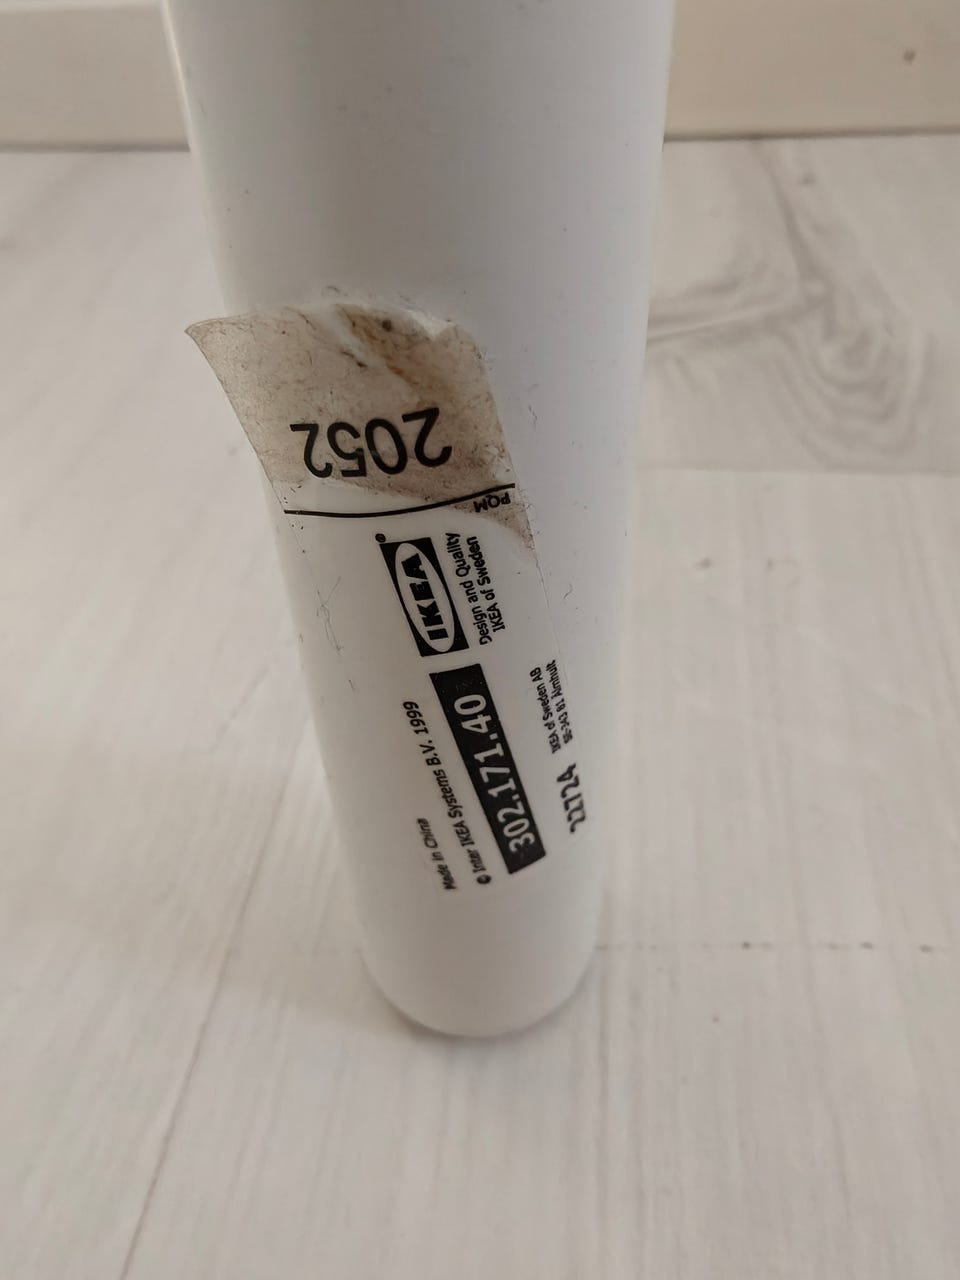 2052
PQM
IKEA®
Design and Quality
IKEA of Sweden
Made in China
© Inter IKEA Systems B.V. 1999
302.171.40
22724
IKEA of Sweden AB
SE-343 81 Älmhult